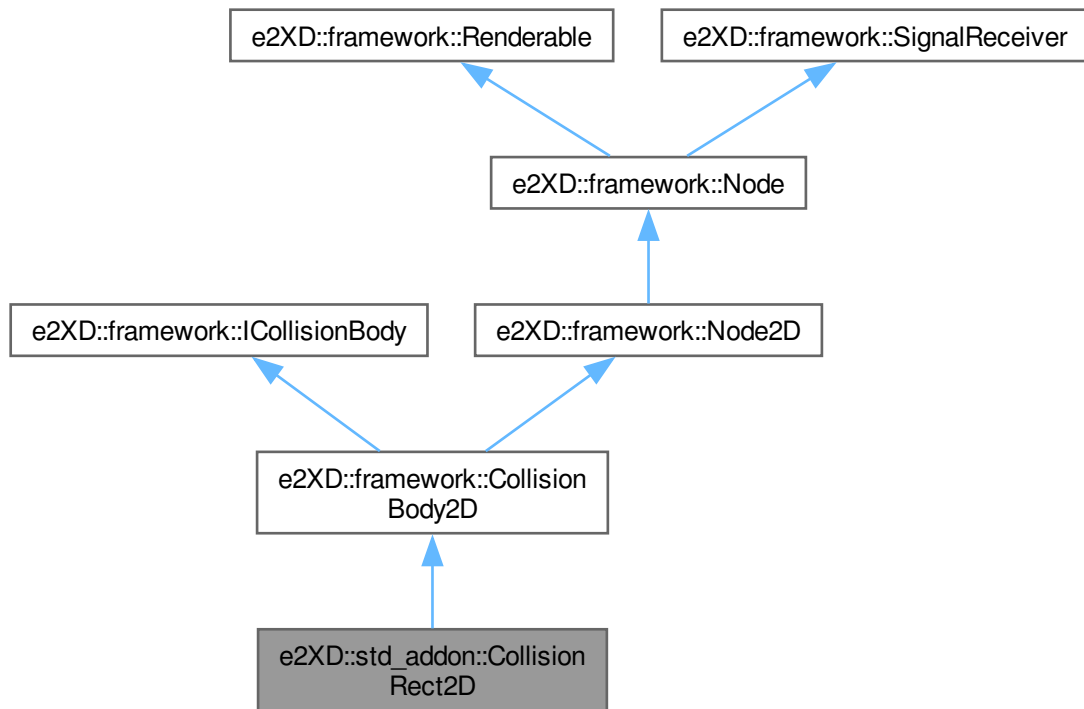 e2XD::framework::Renderable
e2XD::framework::SignalReceiver
e2XD::framework::Node
e2XD::framework::ICollisionBody
e2XD::framework::Node2D
e2XD::framework::Collision
Body2D
e2XD::std_addon::Collision
Rect2D